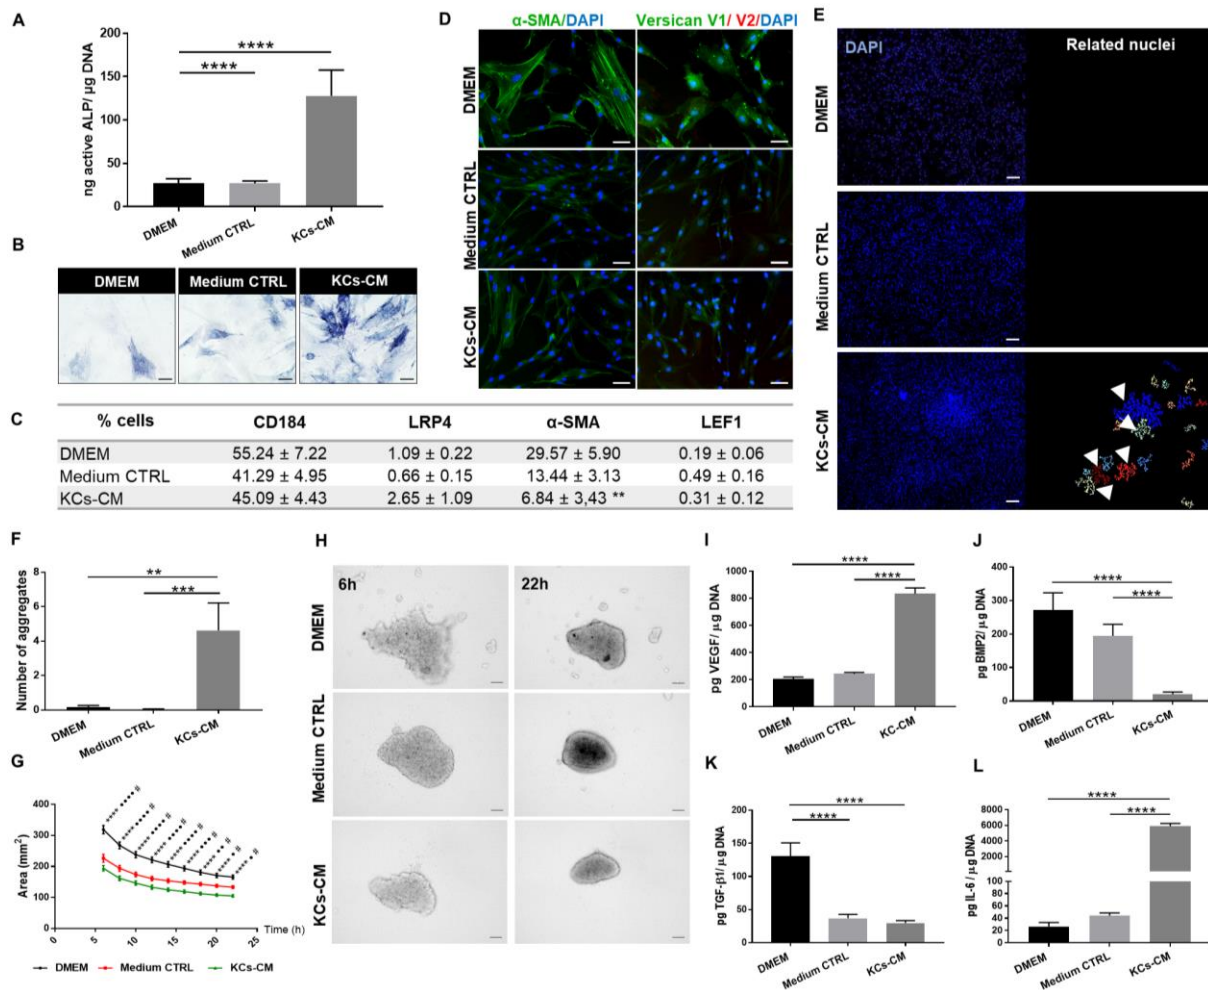 A
ng active ALP/ µg DNA
200
150
100
50
0
****
****
DMEM
Medium CTRL
KCs-CM
B
DMEM Medium CTRL KCs-CM
C
% cells CD184 LRP4 α-SMA LEF1
DMEM 55.24 ± 7.22 1.09 ± 0.22 29.57 ± 5.90 0.19 ± 0.06
Medium CTRL 41.29 ± 4.95 0.66 ± 0.15 13.44 ± 3.13 0.49 ± 0.16
KCs-CM 45.09 ± 4.43 2.65 ± 1.09 6.84 ± 3,43 ** 0.31 ± 0.12
D
α-SMA/DAPI Versican V1/ V2/DAPI
DMEM
Medium CTRL
KCs-CM
E
DAPI Related nuclei
DMEM
Medium CTRL
KCs-CM
F
Number of aggregates
8
6
4
2
0
**
***
DMEM
Medium CTRL
KCs-CM
G
Area (mm²)
400
300
200
100
0
0 5 10 15 20 25
Time (h)
DMEM Medium CTRL KCs-CM
H
6h 22h
DMEM
Medium CTRL
KCs-CM
I
pg VEGF/ µg DNA
1000
800
600
400
200
0
****
****
DMEM
Medium CTRL
KC-CM
J
pg BMP2/ µg DNA
400
300
200
100
0
****
****
DMEM
Medium CTRL
KCs-CM
K
pg TGF-β1/ µg DNA
200
150
100
50
0
****
****
DMEM
Medium CTRL
KCs-CM
L
pg IL-6 / µg DNA
8000
6000
4000
2000
100
80
60
40
20
0
****
****
DMEM
Medium CTRL
KCs-CM